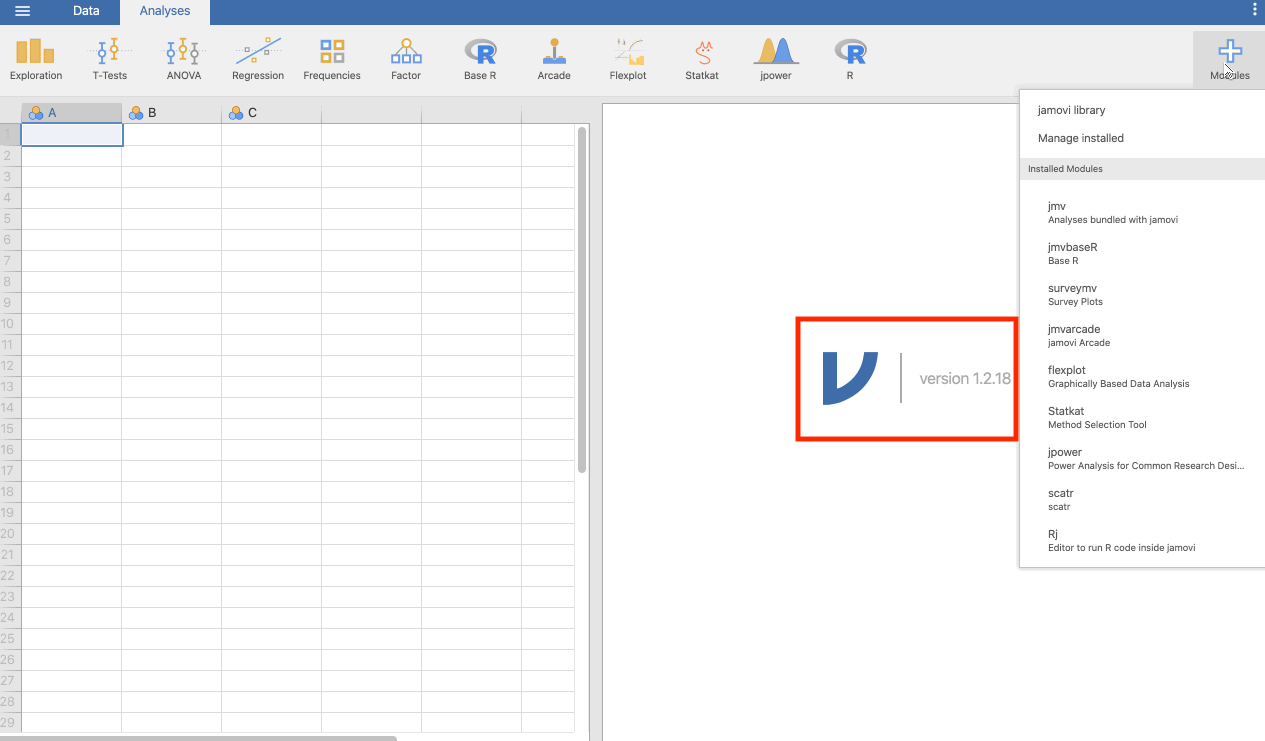 Data Analyses
Exploration T-Tests ANOVA Regression Frequencies Factor Base R Arcade Flexplot Statkat jpower R Modules
A B C
1
2
3
4
5
6
7
8
9
10
11
12
13
14
15
16
17
18
19
20
21
22
23
24
25
26
27
28
29
version 1.2.18
jamovi library
Manage installed
Installed Modules
jmv
Analyses bundled with jamovi
jmvbaseR
Base R
surveymv
Survey Plots
jmvarcade
jamovi Arcade
flexplot
Graphically Based Data Analysis
Statkat
Method Selection Tool
jpower
Power Analysis for Common Research Desi...
scatr
scatr
Rj
Editor to run R code inside jamovi